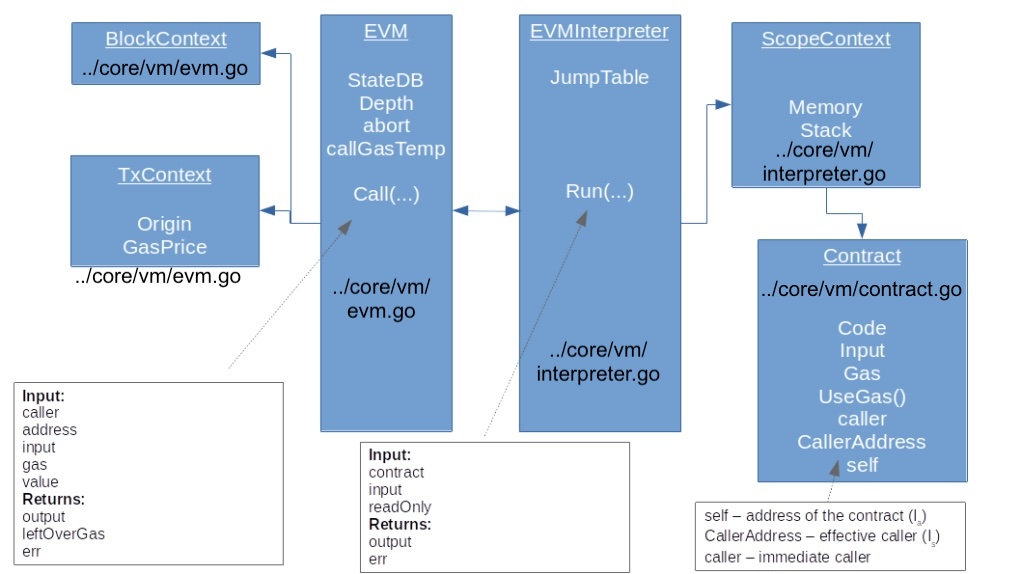 BlockContext
../core/vm/evm.go
TxContext
Origin
GasPrice
../core/vm/evm.go
EVM
StateDB
Depth
abort
callGasTemp
Call(...)
../core/vm/
evm.go
EVMInterpreter
JumpTable
Run(...)
../core/vm/
interpreter.go
ScopeContext
Memory
Stack
../core/vm/
interpreter.go
Contract
../core/vm/contract.go
Code
Input
Gas
UseGas()
caller
CallerAddress
self
Input:
caller
address
input
gas
value
Returns:
output
leftOverGas
err
Input:
contract
input
readOnly
Returns:
output
err
self – address of the contract (Iₐ)
CallerAddress – effective caller (Iₛ)
caller – immediate caller